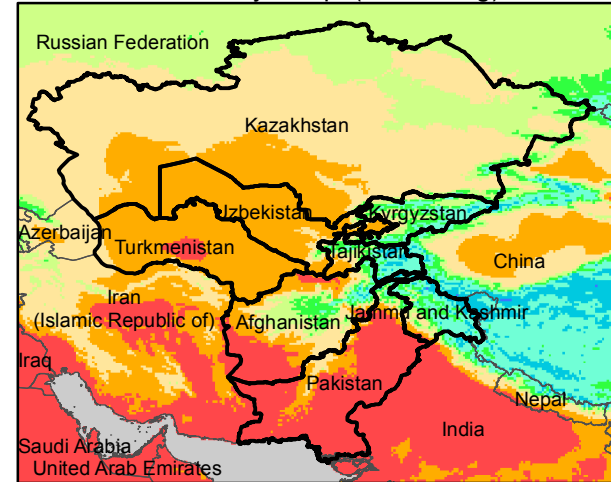 Russian Federation
Kazakhstan
Uzbekistan
Kyrgyzstan
Azerbaijan
Turkmenistan
Tajikistan
China
Iran
(Islamic Republic of)
Afghanistan
Jammu and Kashmir
Iraq
Pakistan
Nepal
India
Saudi Arabia
United Arab Emirates